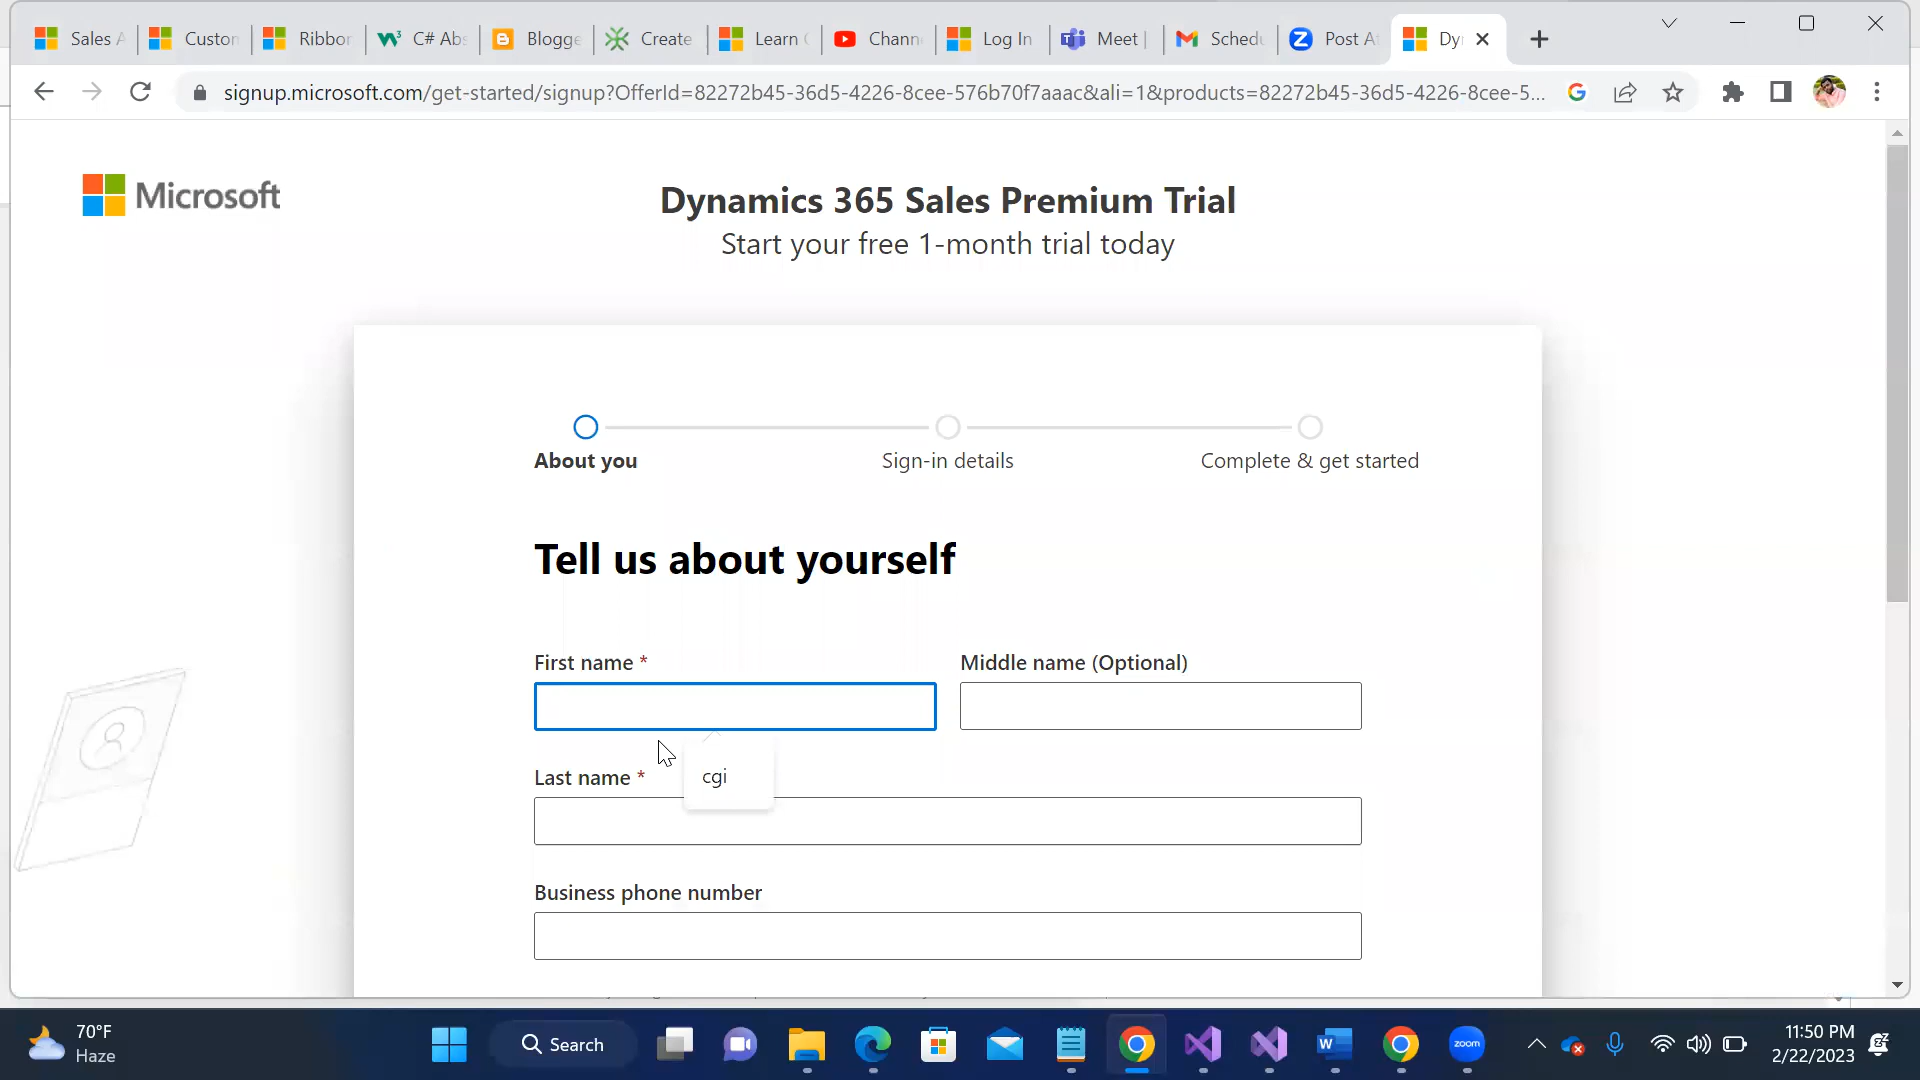 Sales A
Custon
Ribbor
C# Abs
Blogge
Create
Learn
Chann
Log In
Meet |
Schedu
Post At
Dy
signup.microsoft.com/get-started/signup?OfferId=82272b45-36d5-4226-8cee-576b70f7aaac&ali=1&products=82272b45-36d5-4226-8cee-5...
Microsoft
Dynamics 365 Sales Premium Trial
Start your free 1-month trial today
About you
Sign-in details
Complete & get started
Tell us about yourself
First name *
Middle name (Optional)
cgi
Last name *
Business phone number
70°F
Haze
Search
zoom
11:50 PM
2/22/2023